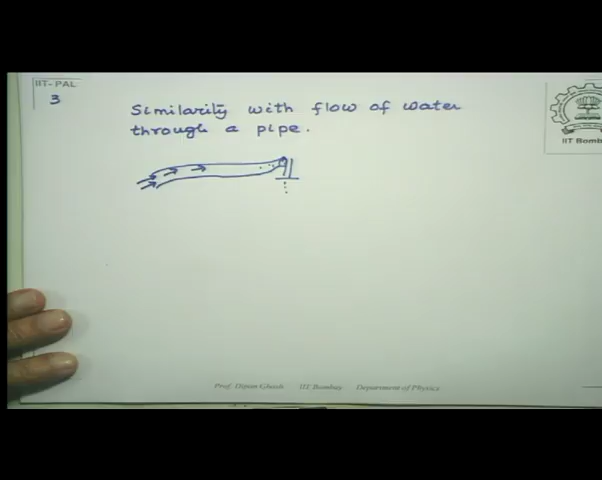 IIT-PAL
3
Similarity with flow of water
through a pipe.
IIT Bomb
Prof. Dipan Ghosh IIT Bombay Department of Physics